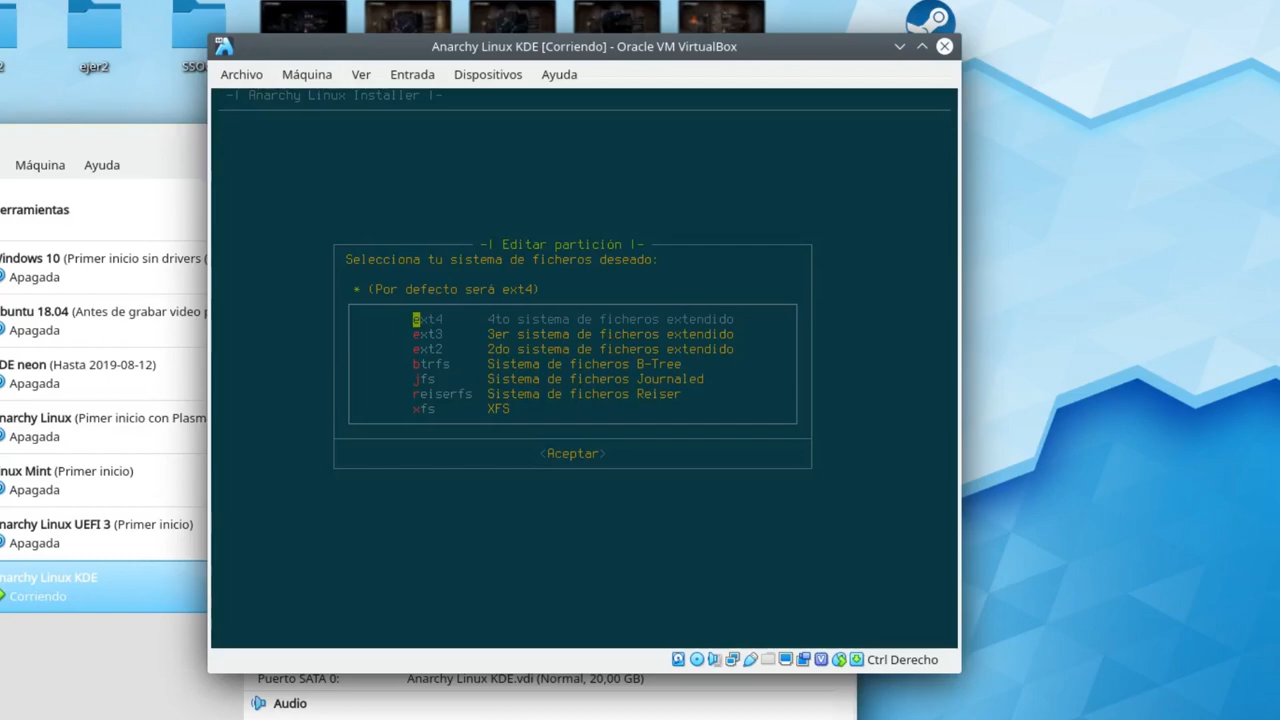 ejer2
Anarchy Linux KDE [Corriendo] - Oracle VM VirtualBox
Archivo Máquina Ver Entrada Dispositivos Ayuda
-| Anarchy Linux Installer |-
-| Editar partición |-
Selecciona tu sistema de ficheros deseado:
* (Por defecto será ext4)
ext4 4to sistema de ficheros extendido
ext3 3er sistema de ficheros extendido
ext2 2do sistema de ficheros extendido
btrfs Sistema de ficheros B-Tree
jfs Sistema de ficheros Journaled
reiserfs Sistema de ficheros Reiser
xfs XFS
<Aceptar>
Ctrl Derecho
Máquina Ayuda
erramientas
Windows 10 (Primer inicio sin drivers (
Apagada
buntu 18.04 (Antes de grabar video p
Apagada
DE neon (Hasta 2019-08-12)
Apagada
narchy Linux (Pimer inicio con Plasm
Apagada
nux Mint (Primer inicio)
Apagada
narchy Linux UEFI 3 (Primer inicio)
Apagada
narchy Linux KDE
Corriendo
Puerto SATA 0: Anarchy Linux KDE.vdi (Normal, 20,00 GB)
Audio